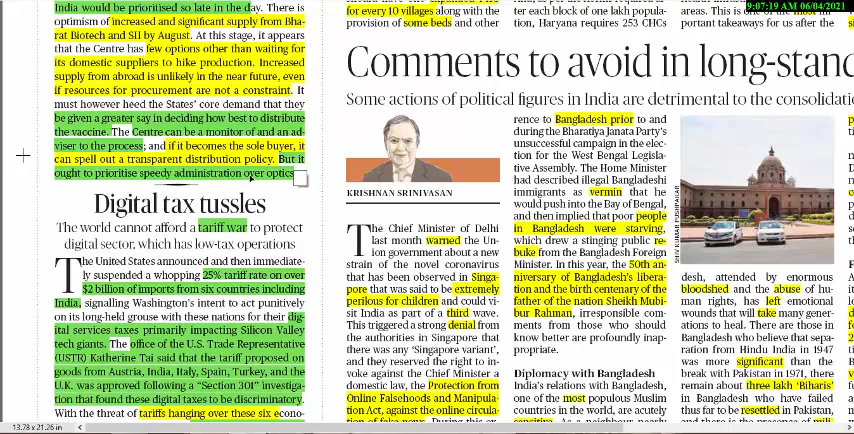 9:07:19 AM 06/04/2021
India would be prioritised so late in the day. There is
optimism of increased and significant supply from Bha-
rat Biotech and SII by August. At this stage, it appears
that the Centre has few options other than waiting for
its domestic suppliers to hike production. Increased
supply from abroad is unlikely in the near future, even
if resources for procurement are not a constraint. It
must however heed the States' core demand that they
be given a greater say in deciding how best to distribute
the vaccine. The Centre can be a monitor of and an ad-
viser to the process; and if it becomes the sole buyer, it
can spell out a transparent distribution policy. But it
ought to prioritise speedy administration over optics.
Digital tax tussles
The world cannot afford a tariff war to protect
digital sector, which has low-tax operations
The United States announced and then immediate-
ly suspended a whopping 25% tariff rate on over
$2 billion of imports from six countries including
India, signalling Washington's intent to act punitively
on its long-held grouse with these nations for their dig-
ital services taxes primarily impacting Silicon Valley
tech giants. The office of the U.S. Trade Representative
(USTR) Katherine Tai said that the tariff proposed on
goods from Austria, India, Italy, Spain, Turkey, and the
U.K. was approved following a "Section 301" investiga-
tion that found these digital taxes to be discriminatory.
With the threat of tariffs hanging over these six econo-
for every 10 villages along with the
provision of some beds and other
ter each block of one lakh popula-
tion, Haryana requires 253 CHCs
areas. This is one of the
portant takeaways for us after the
Comments to avoid in long-stand
Some actions of political figures in India are detrimental to the consolidatio
KRISHNAN SRINIVASAN
The Chief Minister of Delhi
last month warned the Un-
ion government about a new
strain of the novel coronavirus
that has been observed in Singa-
pore that was said to be extremely
perilous for children and could vi-
sit India as part of a third wave.
This triggered a strong denial from
the authorities in Singapore that
there was any 'Singapore variant',
and they reserved the right to in-
voke against the Chief Minister a
domestic law, the Protection from
Online Falsehoods and Manipula-
tion Act, against the online circula-
tion of fake news. During this
rence to Bangladesh prior to and
during the Bharatiya Janata Party's
unsuccessful campaign in the elec-
tion for the West Bengal Legisla-
tive Assembly. The Home Minister
had described illegal Bangladeshi
immigrants as vermin that he
would push into the Bay of Bengal,
and then implied that poor people
in Bangladesh were starving,
which drew a stinging public re-
buke from the Bangladesh Foreign
Minister. In this year, the 50th an-
niversary of Bangladesh's libera-
tion and the birth centenary of the
father of the nation Sheikh Mubi-
bur Rahman, irresponsible com-
ments from those who should
know better are profoundly inap-
propriate.
Diplomacy with Bangladesh
India's relations with Bangladesh,
one of the most populous Muslim
countries in the world, are acutely
sensitive. As a neighbour nearly
SHIV KUMAR PUSHPAKAR
desh, attended by enormous
bloodshed and the abuse of hu-
man rights, has left emotional
wounds that will take many gener-
ations to heal. There are those in
Bangladesh who believe that sepa-
ration from Hindu India in 1947
was more significant than the
break with Pakistan in 1971, there
remain about three lakh 'Biharis'
in Bangladesh who have failed
thus far to be resettled in Pakistan,
and there is the presence of
13.78 x 21.26 in